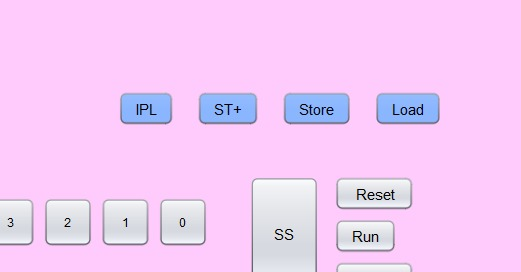 IPL ST+ Store Load
Reset
3 2 1 0
SS
Run